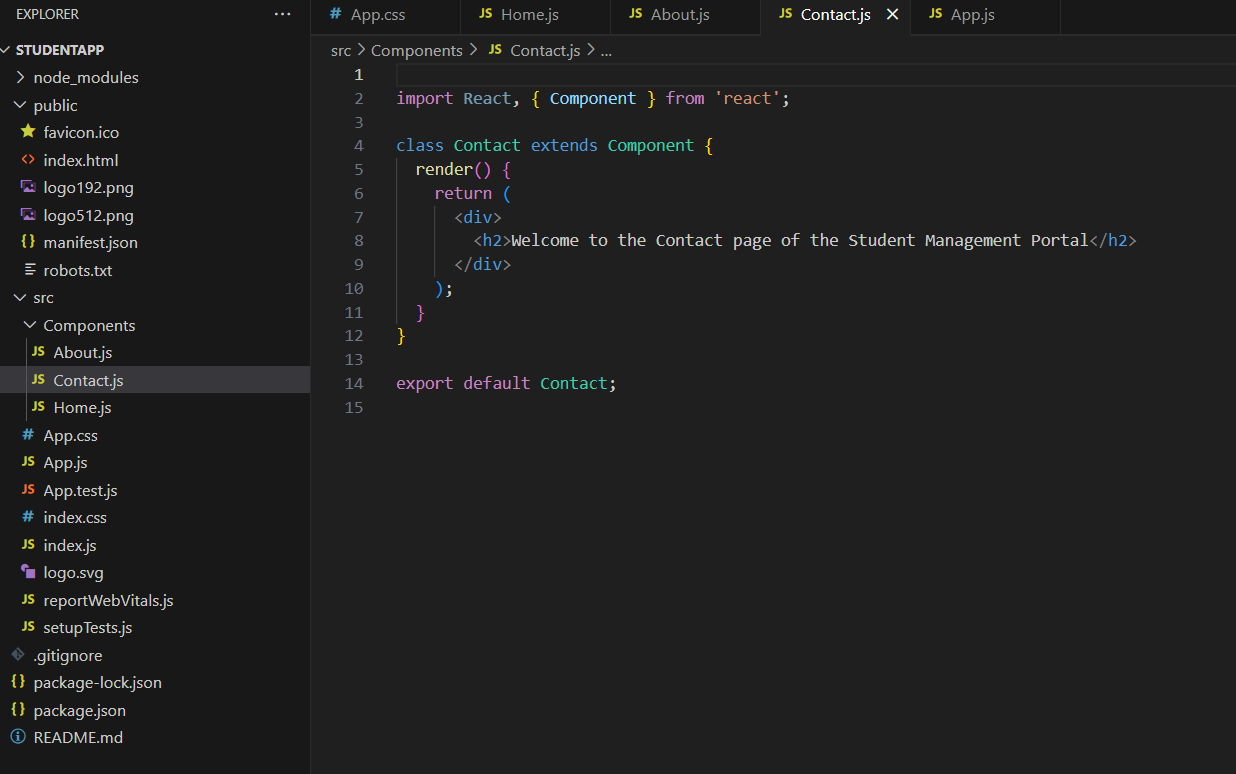 EXPLORER ...
STUDENTAPP
node_modules
public
favicon.ico
index.html
logo192.png
logo512.png
manifest.json
robots.txt
src
Components
About.js
Contact.js
Home.js
App.css
App.js
App.test.js
index.css
index.js
logo.svg
reportWebVitals.js
setupTests.js
.gitignore
package-lock.json
package.json
README.md
# App.css JS Home.js JS About.js JS Contact.js × JS App.js
src > Components > JS Contact.js > ...
1
2 import React, { Component } from 'react';
3
4 class Contact extends Component {
5   render() {
6     return (
7       <div>
8         <h2>Welcome to the Contact page of the Student Management Portal</h2>
9       </div>
10     );
11   }
12 }
13
14 export default Contact;
15